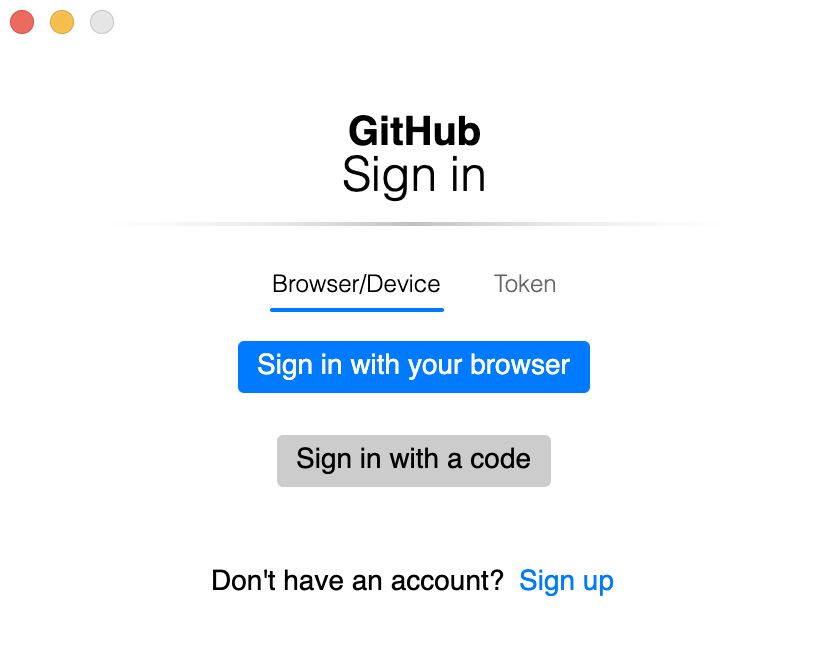 GitHub
Sign in
Browser/Device Token
Sign in with your browser
Sign in with a code
Don't have an account? Sign up